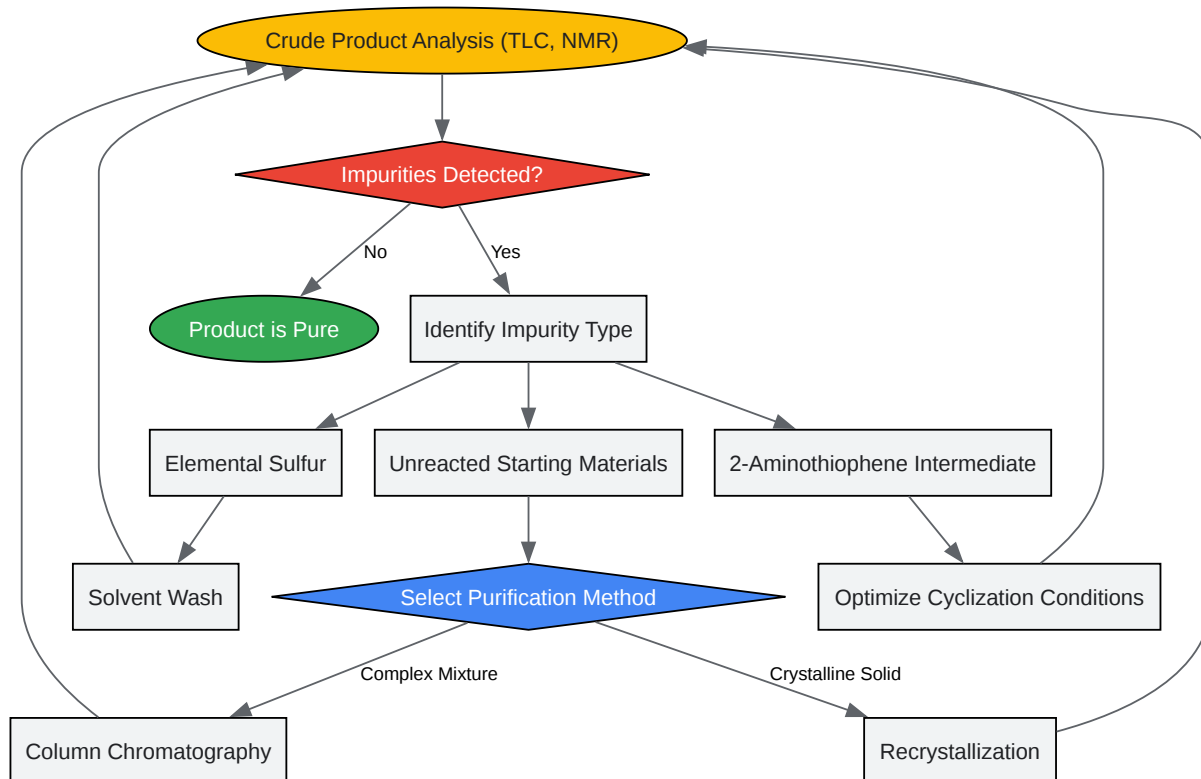 Crude Product Analysis (TLC, NMR)
Impurities Detected?
No
Yes
Product is Pure
Identify Impurity Type
Elemental Sulfur
Unreacted Starting Materials
2-Aminothiophene Intermediate
Solvent Wash
Select Purification Method
Optimize Cyclization Conditions
Complex Mixture
Crystalline Solid
Column Chromatography
Recrystallization